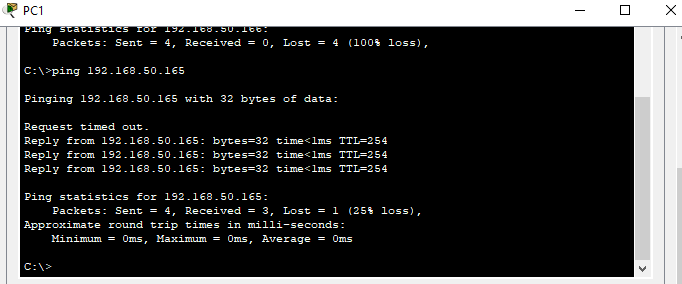 PC1
Ping statistics for 192.168.50.166:
    Packets: Sent = 4, Received = 0, Lost = 4 (100% loss),
C:\>ping 192.168.50.165
Pinging 192.168.50.165 with 32 bytes of data:
Request timed out.
Reply from 192.168.50.165: bytes=32 time<1ms TTL=254
Reply from 192.168.50.165: bytes=32 time<1ms TTL=254
Reply from 192.168.50.165: bytes=32 time<1ms TTL=254
Ping statistics for 192.168.50.165:
    Packets: Sent = 4, Received = 3, Lost = 1 (25% loss),
Approximate round trip times in milli-seconds:
    Minimum = 0ms, Maximum = 0ms, Average = 0ms
C:\>